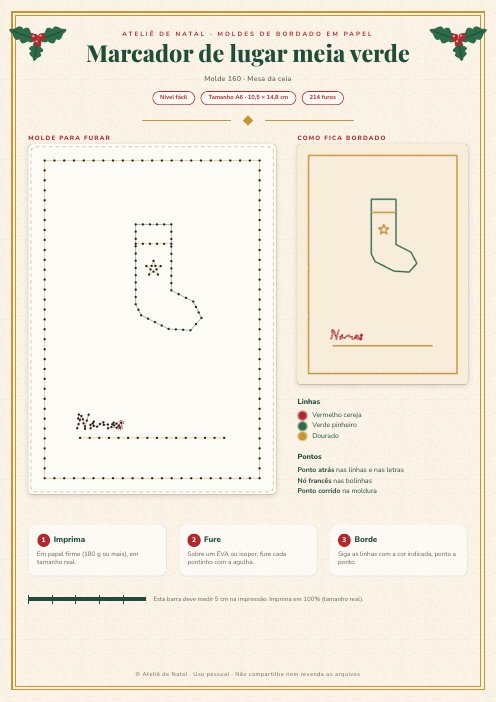 ATELIÊ DE NATAL · MOLDES DE BORDADO EM PAPEL
Marcador de lugar meia verde
Molde 160 · Mesa da ceia
Nível fácil
Tamanho A6 · 10,5 × 14,8 cm
214 furos
MOLDE PARA FURAR
COMO FICA BORDADO
Nome
Linhas
Vermelho cereja
Verde pinheiro
Dourado
Pontos
Ponto atrás nas linhas e nas letras
Nó francês nas bolinhas
Ponto corrido na moldura
1 Imprima
Em papel firme (180 g ou mais), em
tamanho real.
2 Fure
Sobre um EVA ou isopor, fure cada
pontinho com a agulha.
3 Borde
Siga as linhas com a cor indicada, ponto a
ponto.
Esta barra deve medir 5 cm na impressão. Imprima em 100% (tamanho real).
© Ateliê de Natal · Uso pessoal · Não compartilhe nem revenda os arquivos